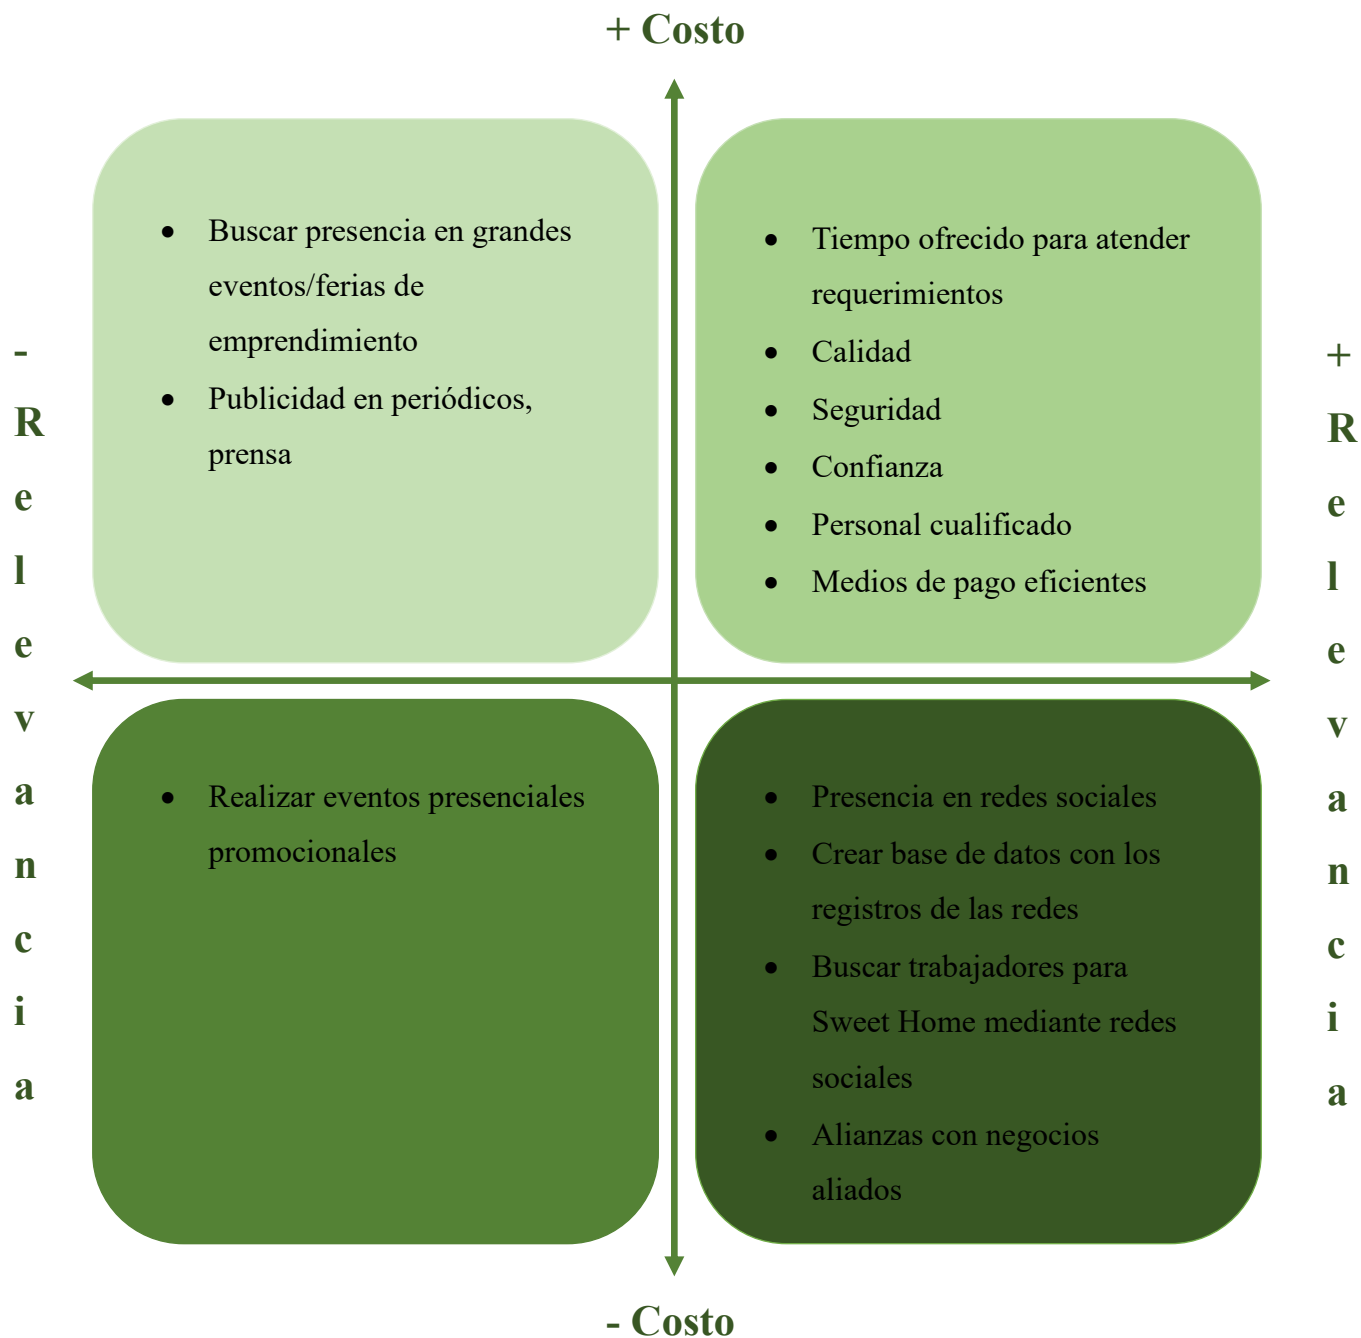 + Costo
- Relevancia
• Buscar presencia en grandes
eventos/ferias de
emprendimiento
• Publicidad en periódicos,
prensa
• Tiempo ofrecido para atender
requerimientos
• Calidad
• Seguridad
• Confianza
• Personal cualificado
• Medios de pago eficientes
+ Relevancia
• Realizar eventos presenciales
promocionales
• Presencia en redes sociales
• Crear base de datos con los
registros de las redes
• Buscar trabajadores para
Sweet Home mediante redes
sociales
• Alianzas con negocios
aliados
- Costo